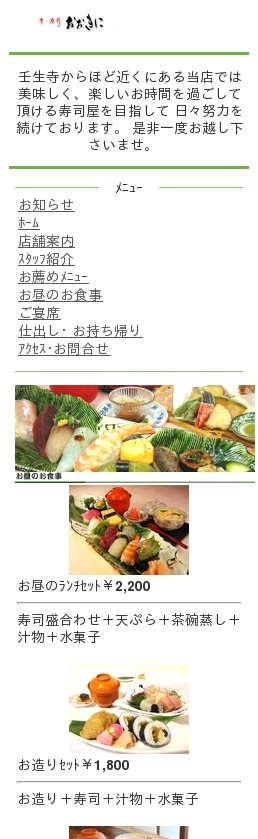 おおきに
壬生寺からほど近くにある当店では
美味しく、楽しいお時間を過ごして
頂ける寿司屋を目指して 日々努力を
続けております。 是非一度お越し下
さいませ。
ﾒﾆｭｰ
お知らせ
ﾎｰﾑ
店舗案内
ｽﾀｯﾌ紹介
お薦めﾒﾆｭｰ
お昼のお食事
ご宴席
仕出し･お持ち帰り
ｱｸｾｽ･お問合せ
お昼のお食事
お昼のﾗﾝﾁｾｯﾄ￥2,200
寿司盛合わせ＋天ぷら＋茶碗蒸し＋
汁物＋水菓子
お造りｾｯﾄ￥1,800
お造り＋寿司＋汁物＋水菓子